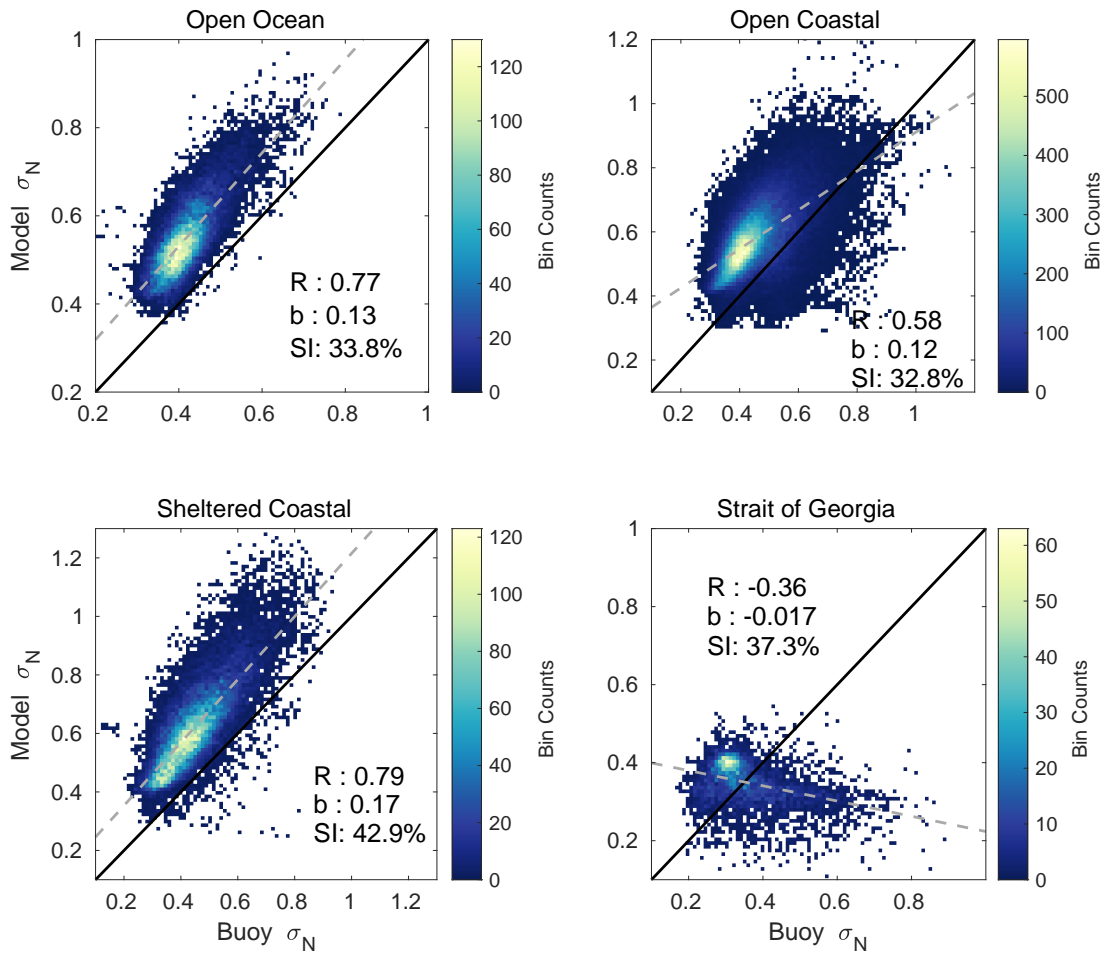 Open Ocean
1
0.8
0.6
0.4
0.2
0.2
0.4
0.6
0.8
1
Model σN
R : 0.77
b : 0.13
SI: 33.8%
120
100
80
60
40
20
0
Bin Counts
Open Coastal
1.2
1
0.8
0.6
0.4
0.2
0.2
0.4
0.6
0.8
1
R : 0.58
b : 0.12
SI: 32.8%
500
400
300
200
100
0
Bin Counts
Sheltered Coastal
1.2
1
0.8
0.6
0.4
0.2
0.2
0.4
0.6
0.8
1
1.2
Model σN
Buoy σN
R : 0.79
b : 0.17
SI: 42.9%
120
100
80
60
40
20
0
Bin Counts
Strait of Georgia
1
0.8
0.6
0.4
0.2
0.2
0.4
0.6
0.8
Buoy σN
R : -0.36
b : -0.017
SI: 37.3%
60
50
40
30
20
10
0
Bin Counts